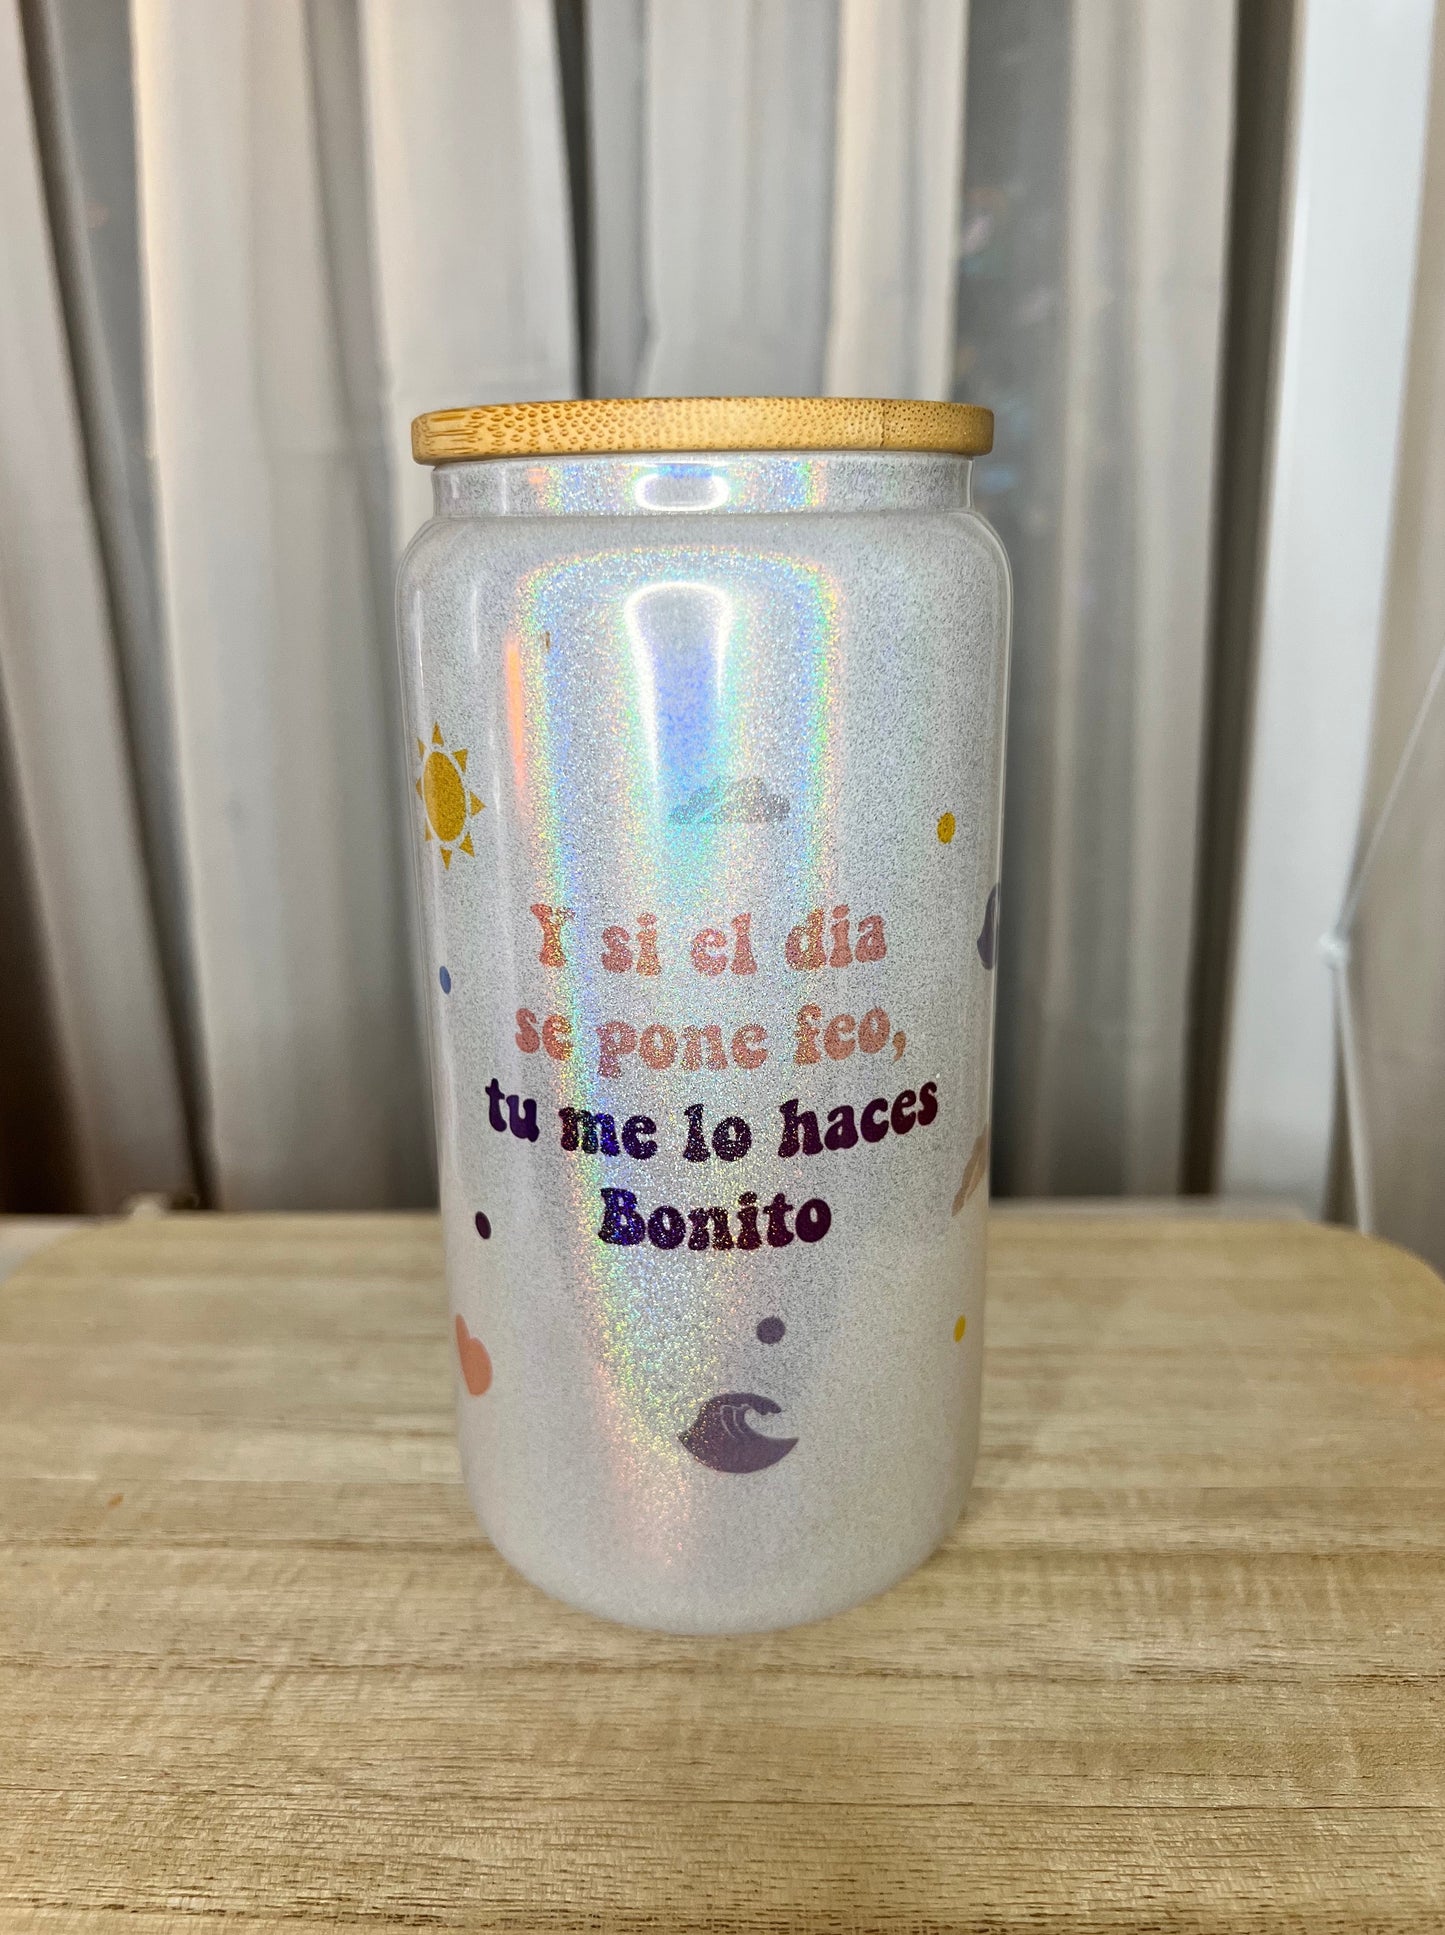 Y si el dia
se pone feo,
tu me lo haces
Bonito